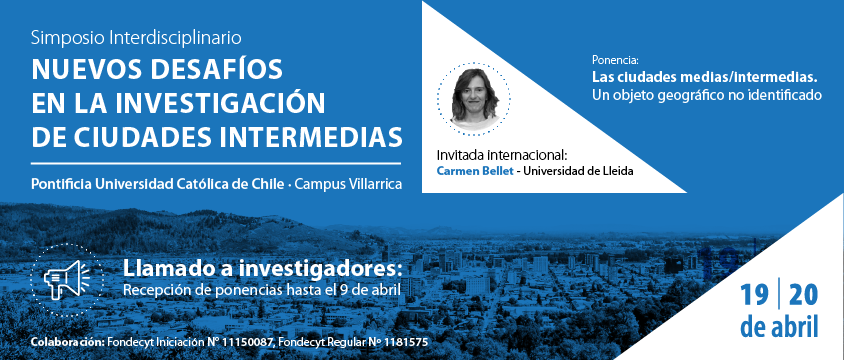 Simposio Interdisciplinario
NUEVOS DESAFÍOS
EN LA INVESTIGACIÓN
DE CIUDADES INTERMEDIAS
Pontificia Universidad Católica de Chile · Campus Villarrica
Invitada internacional:
Carmen Bellet - Universidad de Lleida
Ponencia:
Las ciudades medias/intermedias.
Un objeto geográfico no identificado
Llamado a investigadores:
Recepción de ponencias hasta el 9 de abril
19 | 20
de abril
Colaboración: Fondecyt Iniciación N° 11150087, Fondecyt Regular Nº 1181575